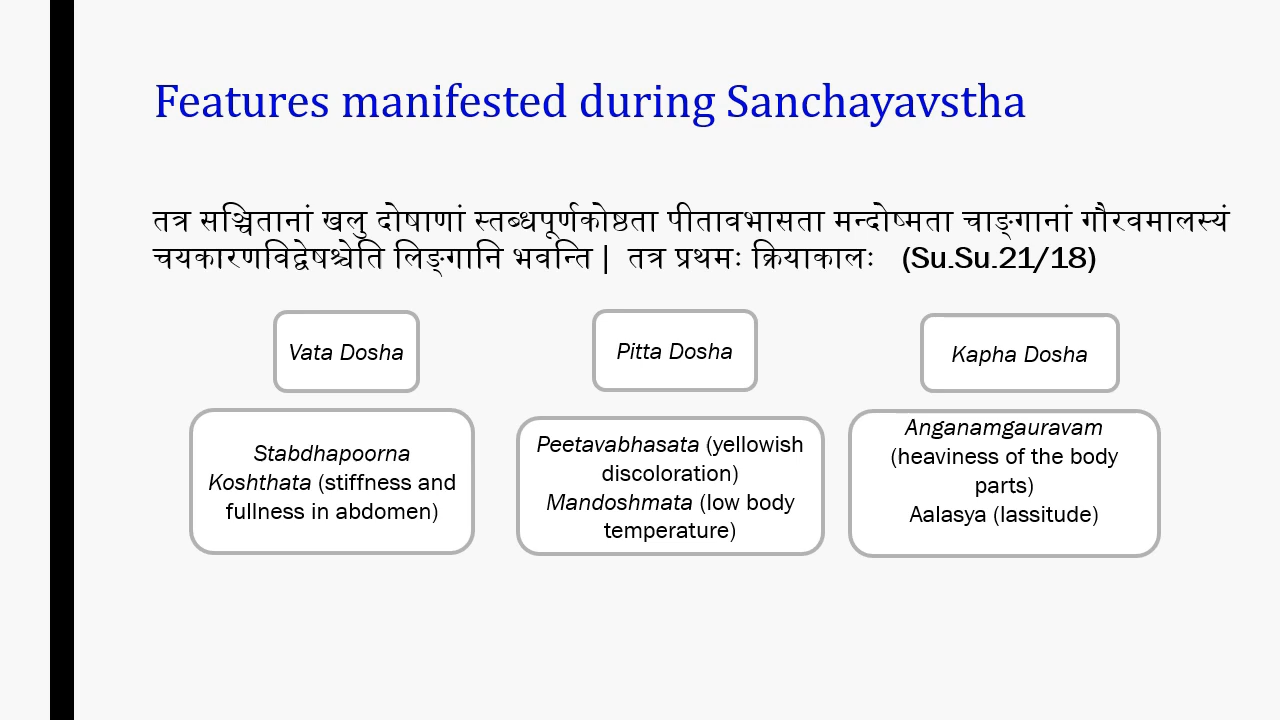 Features manifested during Sanchayavstha
तत्र सञ्चितानां खलु दोषाणां स्तब्धपूर्णकोष्ठता पीतावभासता मन्दोष्मता चाङ्गानां गौरवमालस्यं
चयकारणविद्वेषश्चेति लिङ्गानि भवन्ति | तत्र प्रथमः क्रियाकालः (Su.Su.21/18)
Vata Dosha
Pitta Dosha
Kapha Dosha
Stabdhapoorna
Koshthata (stiffness and
fullness in abdomen)
Peetavabhasata (yellowish
discoloration)
Mandoshmata (low body
temperature)
Anganamgauravam
(heaviness of the body
parts)
Aalasya (lassitude)